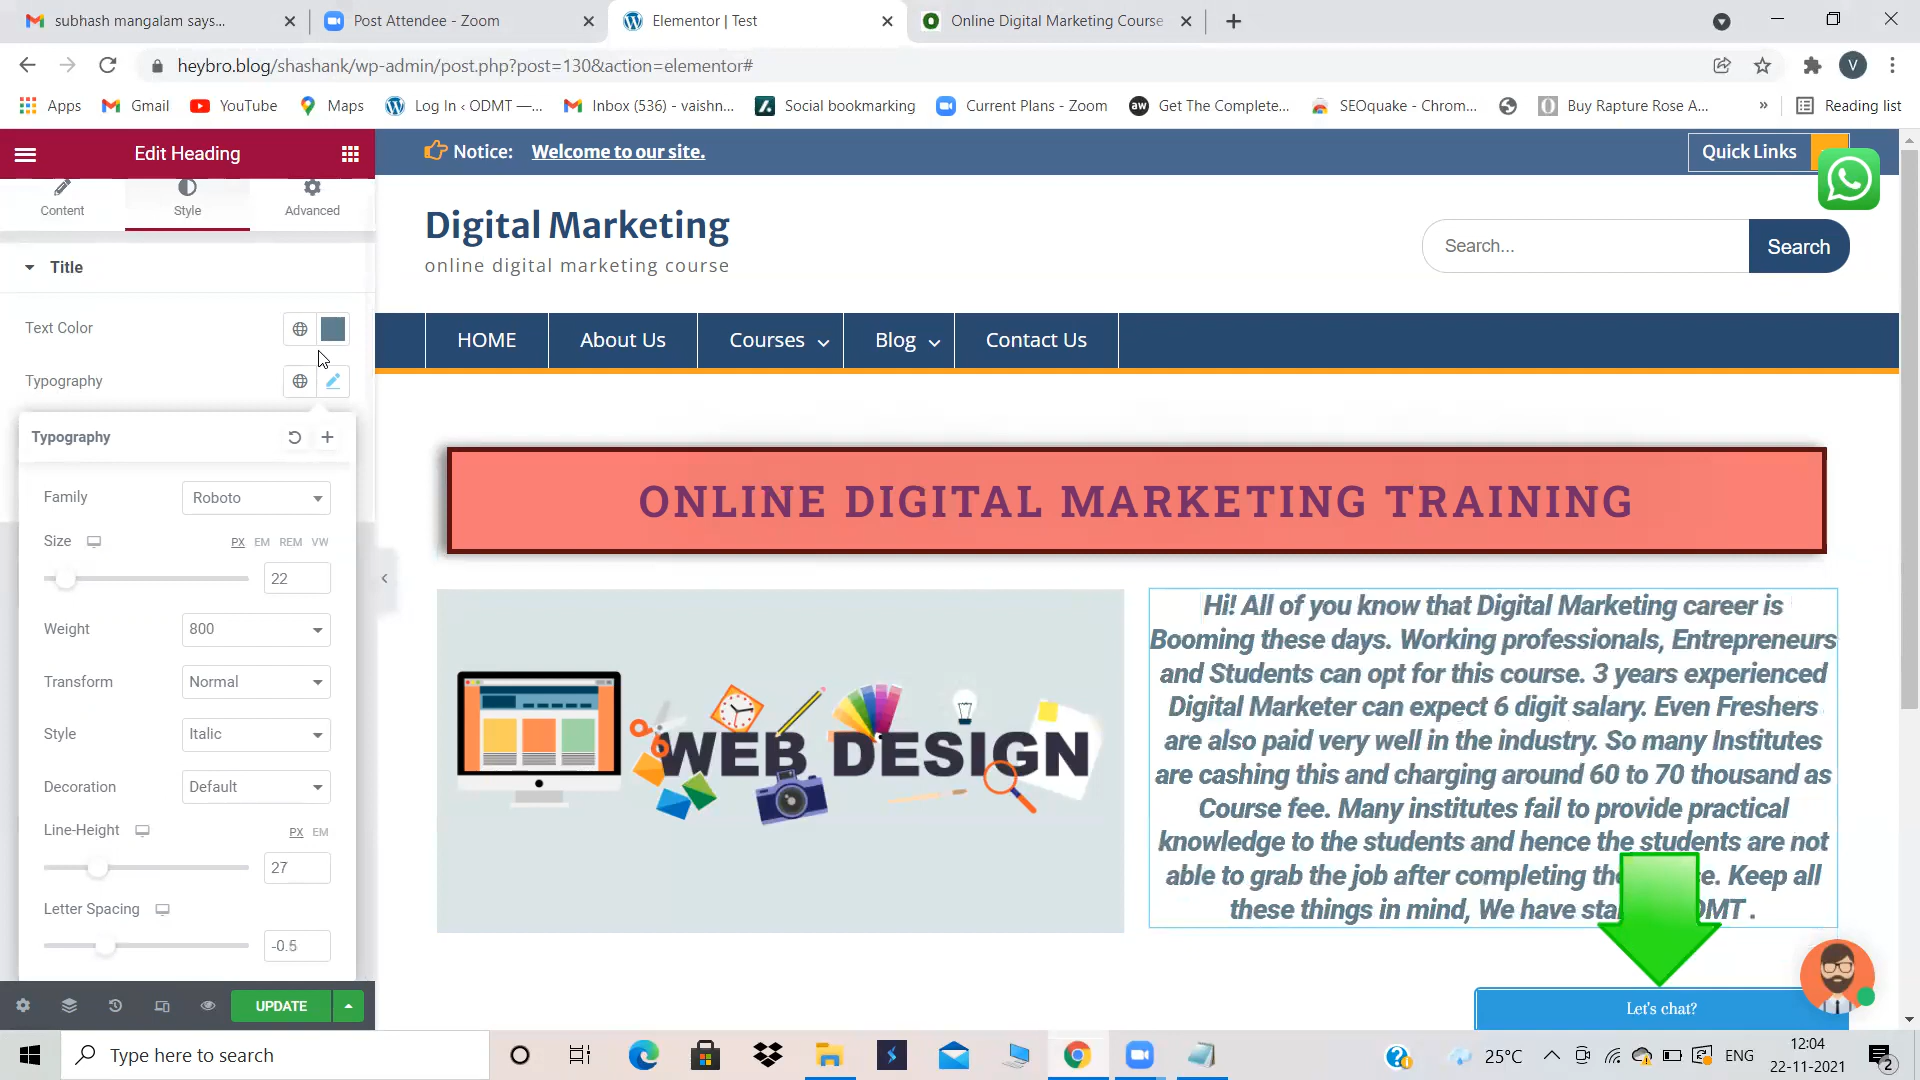 subhash mangalam says...
Post Attendee - Zoom
Elementor | Test
Online Digital Marketing Course
heybro.blog/shashank/wp-admin/post.php?post=130&action=elementor#
V
Apps
Gmail
YouTube
Maps
Log In ‹ ODMT —...
Inbox (536) - vaishn...
Social bookmarking
Current Plans - Zoom
aw
Get The Complete...
SEOquake - Chrom...
Buy Rapture Rose A...
»
Reading list
Edit Heading
Content
Style
Advanced
Title
Text Color
Typography
Typography
Family
Roboto
Size
PX EM REM VW
22
Weight
800
Transform
Normal
Style
Italic
Decoration
Default
Line-Height
PX EM
27
Letter Spacing
-0.5
UPDATE
Notice: Welcome to our site.
Quick Links
Digital Marketing
online digital marketing course
Search...
Search
HOME
About Us
Courses
Blog
Contact Us
ONLINE DIGITAL MARKETING TRAINING
WEB DESIGN
Hi! All of you know that Digital Marketing career is
Booming these days. Working professionals, Entrepreneurs
and Students can opt for this course. 3 years experienced
Digital Marketer can expect 6 digit salary. Even Freshers
are also paid very well in the industry. So many Institutes
are cashing this and charging around 60 to 70 thousand as
Course fee. Many institutes fail to provide practical
knowledge to the students and hence the students are not
able to grab the job after completing Keep all
these things in mind, We have
Let's chat?
Type here to search
25°C
ENG
12:04
22-11-2021
2